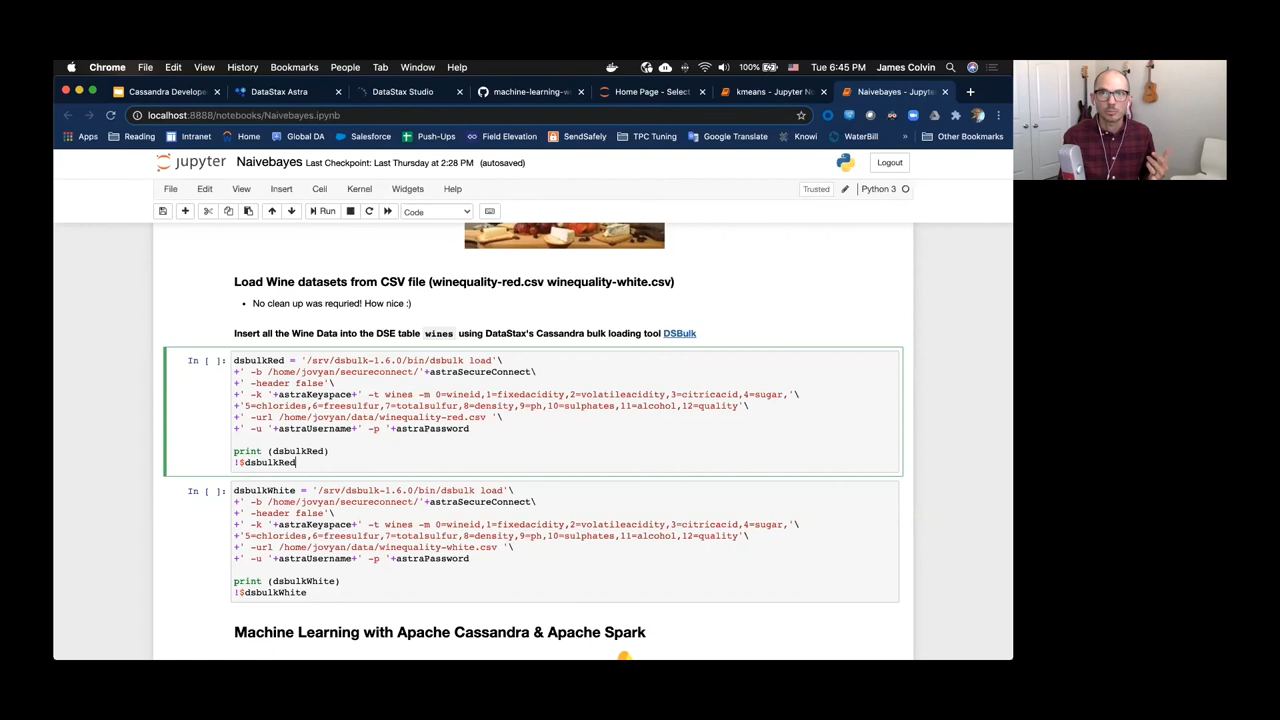 Chrome File Edit View History Bookmarks People Tab Window Help 100% Tue 6:45 PM James Colvin
Cassandra Develope DataStax Astra DataStax Studio machine-learning-w Home Page - Select kmeans - Jupyter No Naivebayes - Jupyte
localhost:8888/notebooks/Naivebayes.ipynb
Apps Reading Intranet Home Global DA Salesforce Push-Ups Field Elevation SendSafely TPC Tuning Google Translate Knowi WaterBill » Other Bookmarks
jupyter Naivebayes Last Checkpoint: Last Thursday at 2:28 PM (autosaved) Logout
File Edit View Insert Cell Kernel Widgets Help Trusted Python 3
Run Code
Load Wine datasets from CSV file (winequality-red.csv winequality-white.csv)
• No clean up was requried! How nice :)
Insert all the Wine Data into the DSE table wines using DataStax's Cassandra bulk loading tool DSBulk
In [ ]: dsbulkRed = '/srv/dsbulk-1.6.0/bin/dsbulk load'\
+' -b /home/jovyan/secureconnect/'+astraSecureConnect\
+' -header false'\
+' -k '+astraKeyspace+' -t wines -m 0=wineid,1=fixedacidity,2=volatileacidity,3=citricacid,4=sugar,'\
+'5=chlorides,6=freesulfur,7=totalsulfur,8=density,9=ph,10=sulphates,11=alcohol,12=quality'\
+' -url /home/jovyan/data/winequality-red.csv '\
+' -u '+astraUsername+' -p '+astraPassword
print (dsbulkRed)
!$dsbulkRed
In [ ]: dsbulkWhite = '/srv/dsbulk-1.6.0/bin/dsbulk load'\
+' -b /home/jovyan/secureconnect/'+astraSecureConnect\
+' -header false'\
+' -k '+astraKeyspace+' -t wines -m 0=wineid,1=fixedacidity,2=volatileacidity,3=citricacid,4=sugar,'\
+'5=chlorides,6=freesulfur,7=totalsulfur,8=density,9=ph,10=sulphates,11=alcohol,12=quality'\
+' -url /home/jovyan/data/winequality-white.csv '\
+' -u '+astraUsername+' -p '+astraPassword
print (dsbulkWhite)
!$dsbulkWhite
Machine Learning with Apache Cassandra & Apache Spark